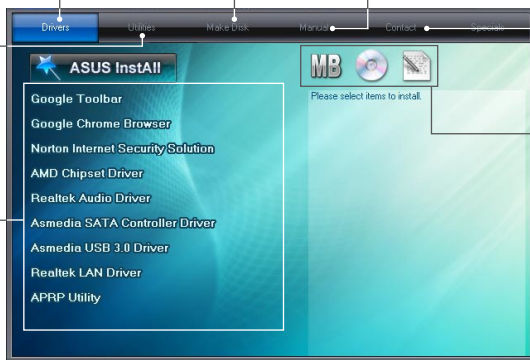 Drivers Utilities Make Disk Manual Contact Specials
ASUS InstAll
MB
Please select items to install.
Google Toolbar
Google Chrome Browser
Norton Internet Security Solution
AMD Chipset Driver
Realtek Audio Driver
Asmedia SATA Controller Driver
Asmedia USB 3.0 Driver
Realtek LAN Driver
APRP Utility